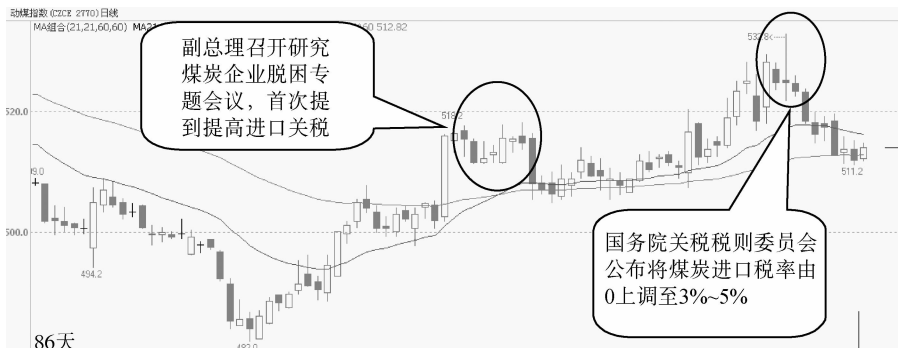 动煤指数(CZCE 2770)日线
MA组合(21,21,60,60)
60 512.82
副总理召开研究
煤炭企业脱困专
题会议，首次提
到提高进口关税
532.8
518.2
520.0
9.0
511.2
500.0
494.2
国务院关税税则委员会
公布将煤炭进口税率由
0上调至3%~5%
86天